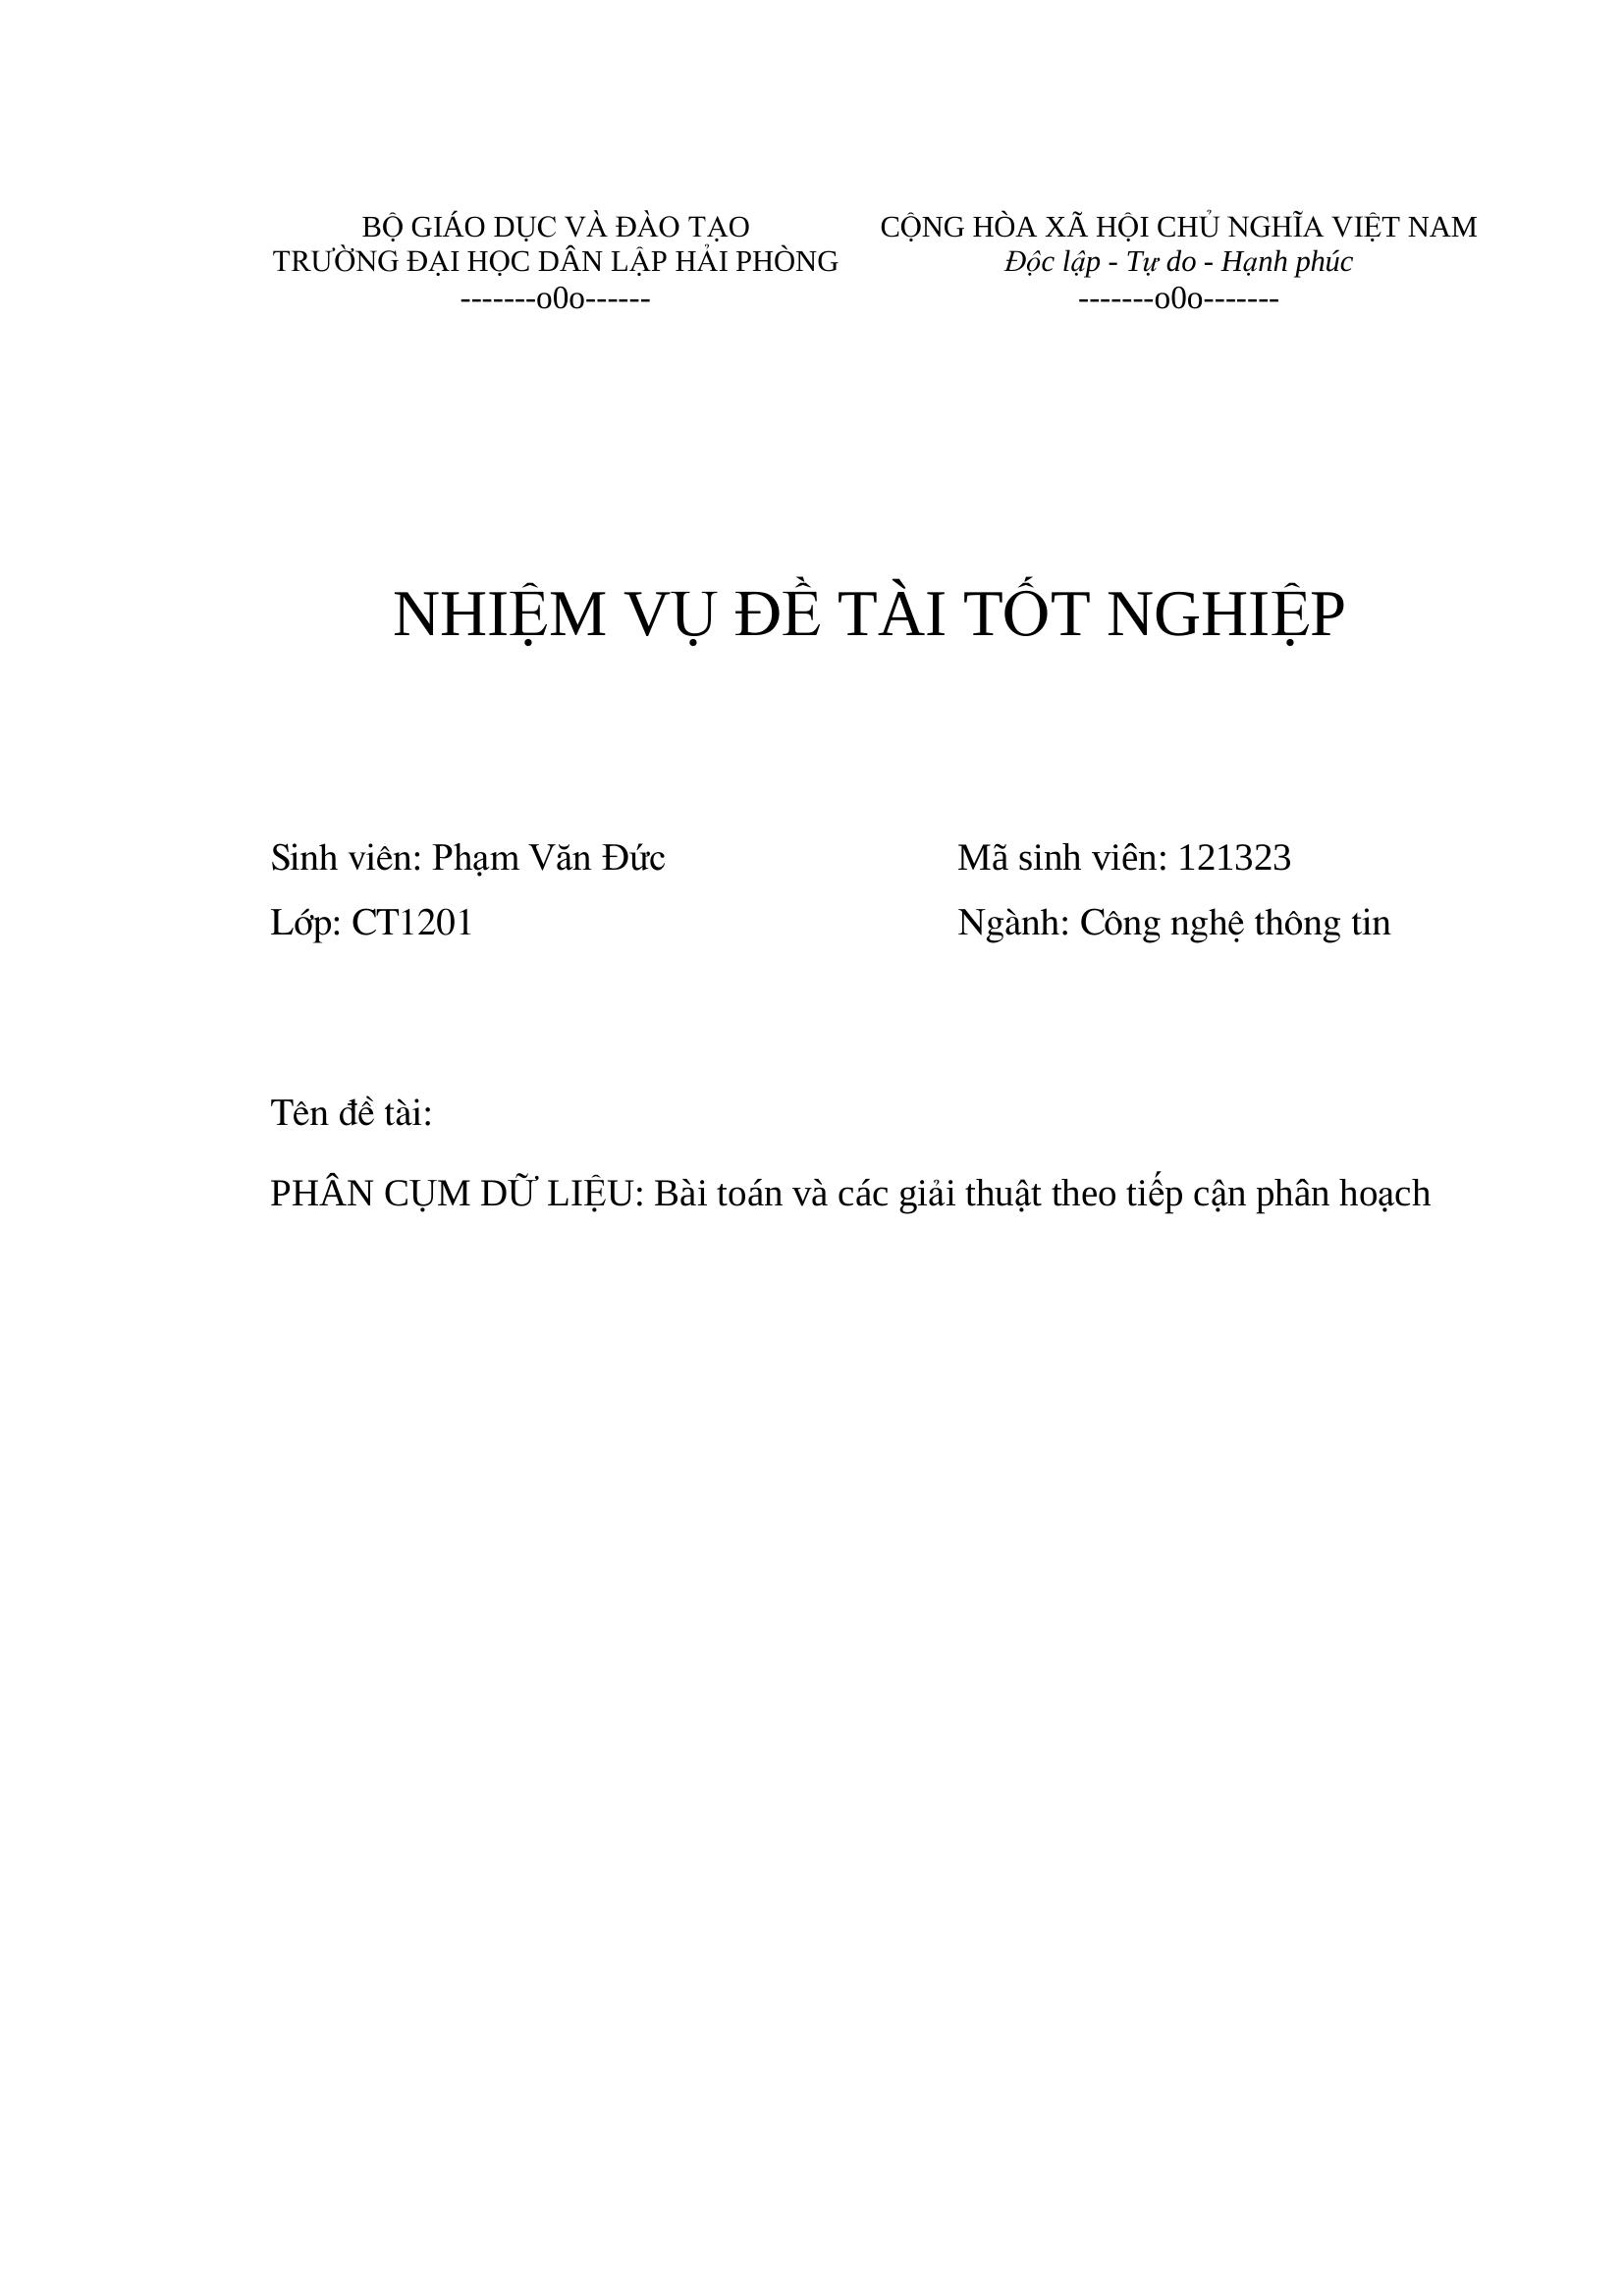 BỘ GIÁO DỤC VÀ ĐÀO TẠO
TRƯỜNG ĐẠI HỌC DÂN LẬP HẢI PHÒNG
-------o0o------
CỘNG HÒA XÃ HỘI CHỦ NGHĨA VIỆT NAM
Độc lập - Tự do - Hạnh phúc
-------o0o-------
NHIỆM VỤ ĐỀ TÀI TỐT NGHIỆP
Sinh viên: Phạm Văn Đức Mã sinh viên: 121323
Lớp: CT1201 Ngành: Công nghệ thông tin
Tên đề tài:
PHÂN CỤM DỮ LIỆU: Bài toán và các giải thuật theo tiếp cận phân hoạch